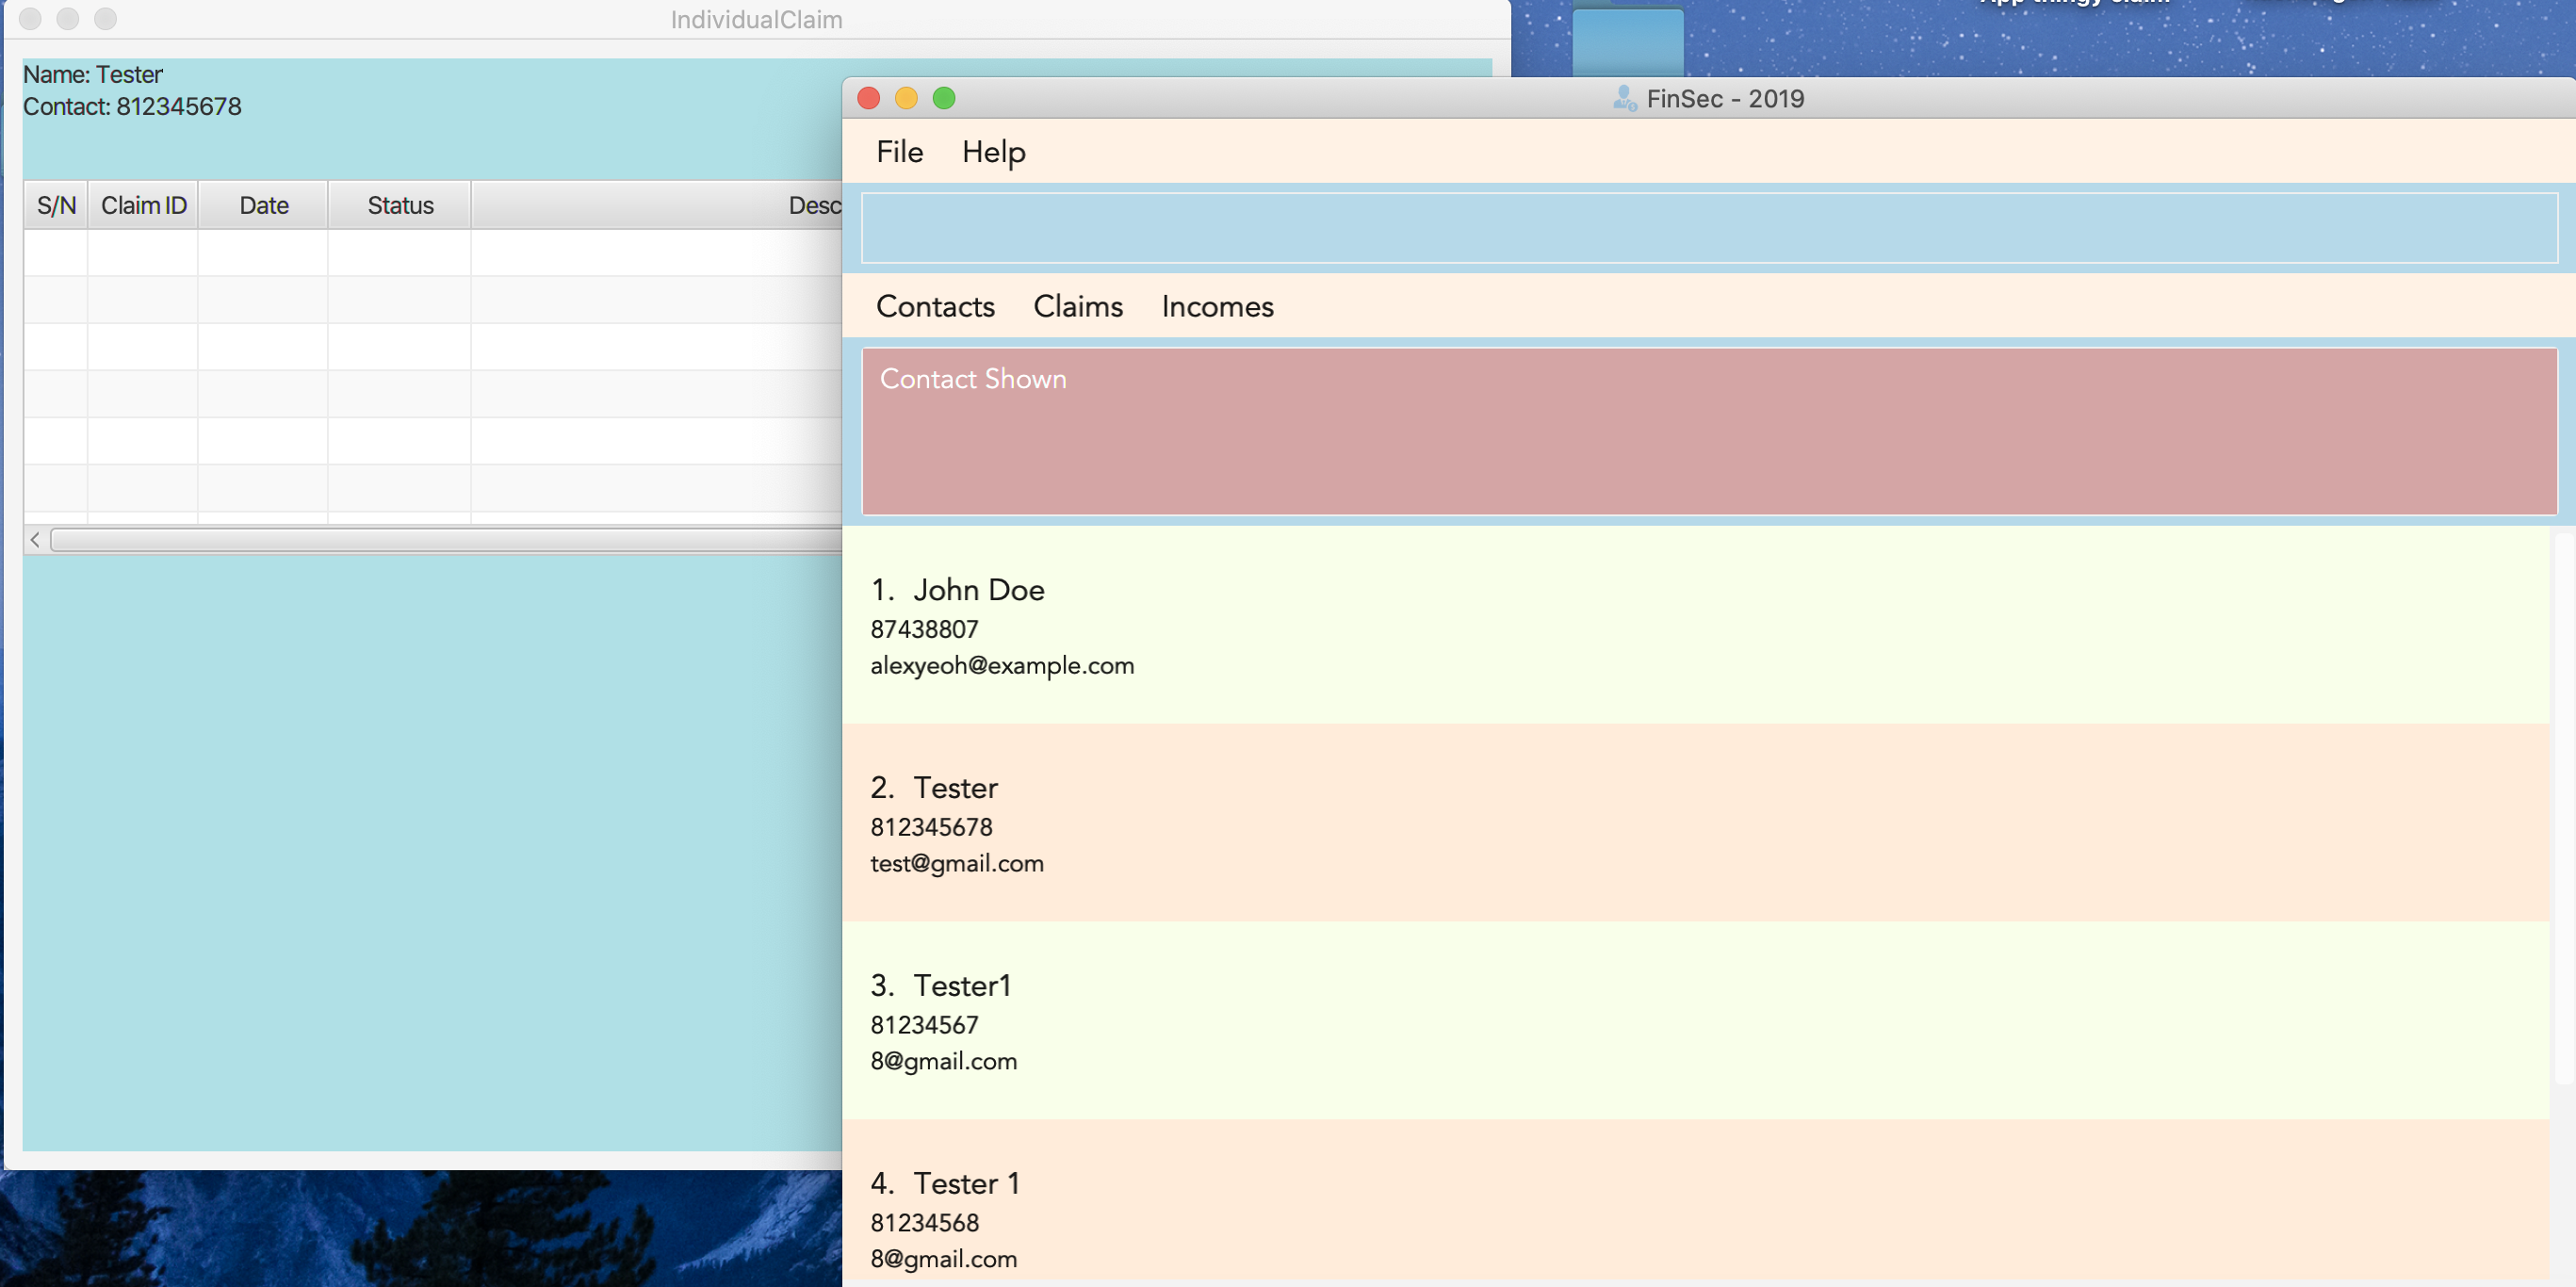 IndividualClaim
Name: Tester
Contact: 812345678
S/N Claim ID Date Status
FinSec - 2019
File Help
Contacts Claims Incomes
Contact Shown
1. John Doe
87438807
alexyeoh@example.com
2. Tester
812345678
test@gmail.com
3. Tester1
81234567
8@gmail.com
4. Tester 1
81234568
8@gmail.com